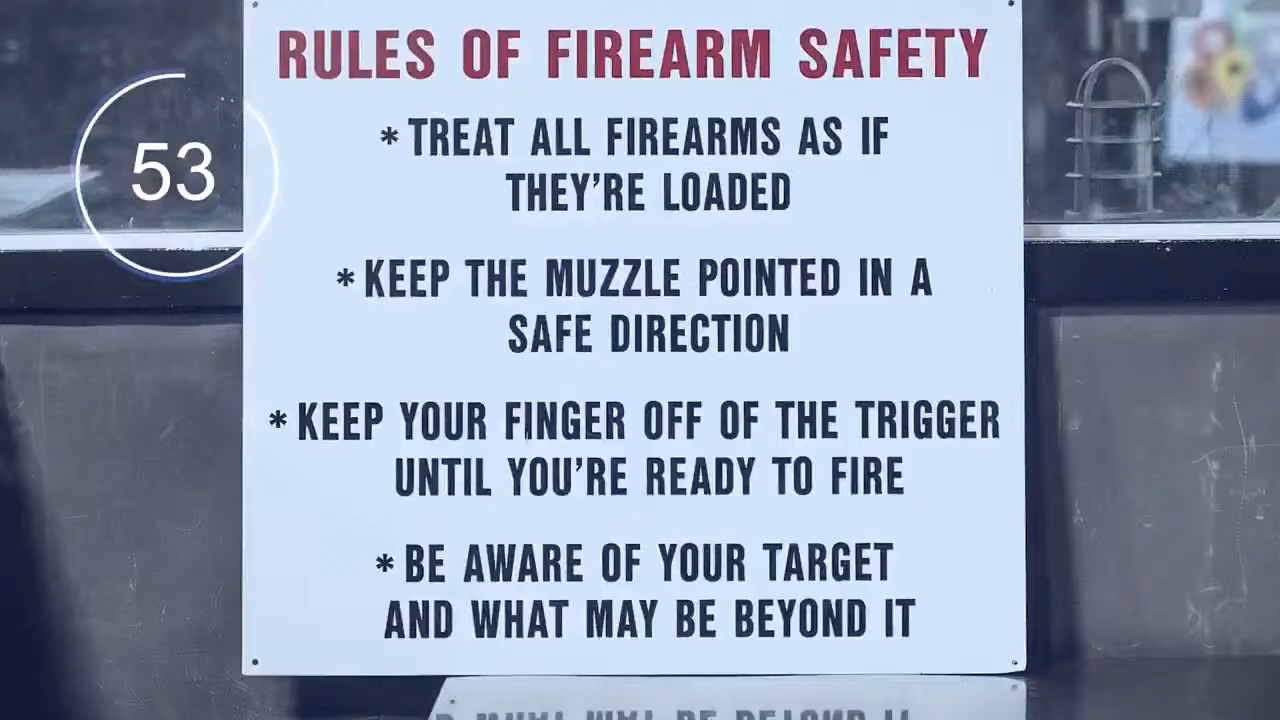 RULES OF FIREARM SAFETY
53
* TREAT ALL FIREARMS AS IF
THEY'RE LOADED
* KEEP THE MUZZLE POINTED IN A
SAFE DIRECTION
* KEEP YOUR FINGER OFF OF THE TRIGGER
UNTIL YOU'RE READY TO FIRE
* BE AWARE OF YOUR TARGET
AND WHAT MAY BE BEYOND IT